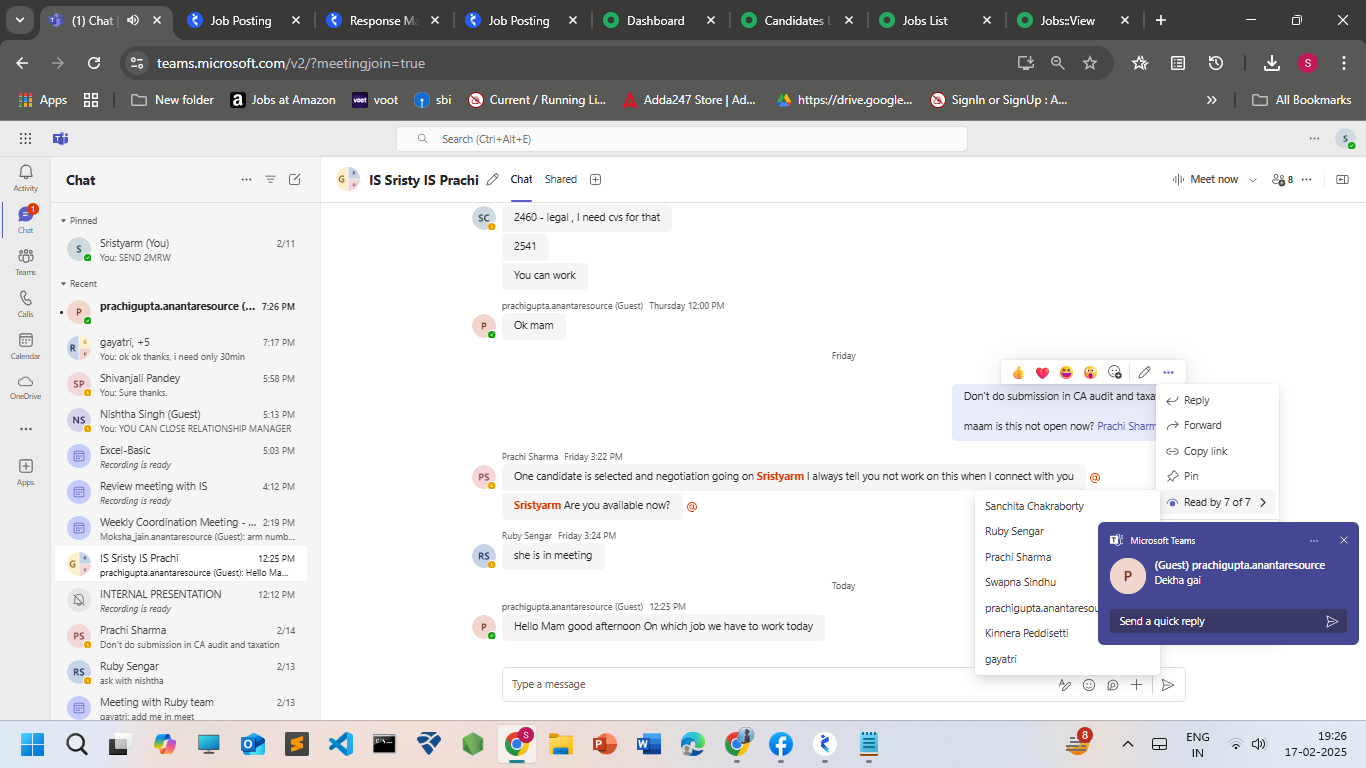 (1) Chat |
Job Posting
Response Ma
Job Posting
Dashboard
Candidates L
Jobs List
Jobs::View
teams.microsoft.com/v2/?meetingjoin=true
S
Apps
New folder
Jobs at Amazon
voot
sbi
Current / Running Li...
Adda247 Store | Ad...
https://drive.google...
SignIn or SignUp : A...
All Bookmarks
Search (Ctrl+Alt+E)
S
Activity
1
Chat
Teams
Calls
Calendar
OneDrive
Apps
Chat
Pinned
S
Sristyarm (You)
2/11
You: SEND 2MRW
Recent
P
prachigupta.anantaresource (...
7:26 PM
gayatri, +5
7:17 PM
You: ok ok thanks, i need only 30min
SP
Shivanjali Pandey
5:58 PM
You: Sure thanks.
NS
Nishtha Singh (Guest)
5:13 PM
You: YOU CAN CLOSE RELATIONSHIP MANAGER
Excel-Basic
5:03 PM
Recording is ready
Review meeting with IS
4:12 PM
Recording is ready
Weekly Coordination Meeting - ...
2:19 PM
Moksha_jain.anantaresource (Guest): arm numb...
IS Sristy IS Prachi
12:25 PM
prachigupta.anantaresource (Guest): Hello Ma...
INTERNAL PRESENTATION
12:12 PM
Recording is ready
PS
Prachi Sharma
2/14
Don't do submission in CA audit and taxation
RS
Ruby Sengar
2/13
ask with nishtha
Meeting with Ruby team
2/13
gayatri: add me in meet
IS Sristy IS Prachi
Chat
Shared
Meet now
8
SC
2460 - legal , I need cvs for that
2541
You can work
prachigupta.anantaresource (Guest) Thursday 12:00 PM
P
Ok mam
Friday
Don't do submission in CA audit and taxa
maam is this not open now? Prachi Sharm
Reply
Forward
Copy link
Pin
Read by 7 of 7
Prachi Sharma Friday 3:22 PM
PS
One candidate is selected and negotiation going on Sristyarm I always tell you not work on this when I connect with you
@
Sristyarm Are you available now?
@
Ruby Sengar Friday 3:24 PM
RS
she is in meeting
Today
prachigupta.anantaresource (Guest) 12:25 PM
P
Hello Mam good afternoon On which job we have to work today
Sanchita Chakraborty
Ruby Sengar
Prachi Sharma
Swapna Sindhu
prachigupta.anantaresou
Kinnera Peddisetti
gayatri
Microsoft Teams
P
(Guest) prachigupta.anantaresource
Dekha gai
Send a quick reply
Type a message
8
ENG
IN
19:26
17-02-2025